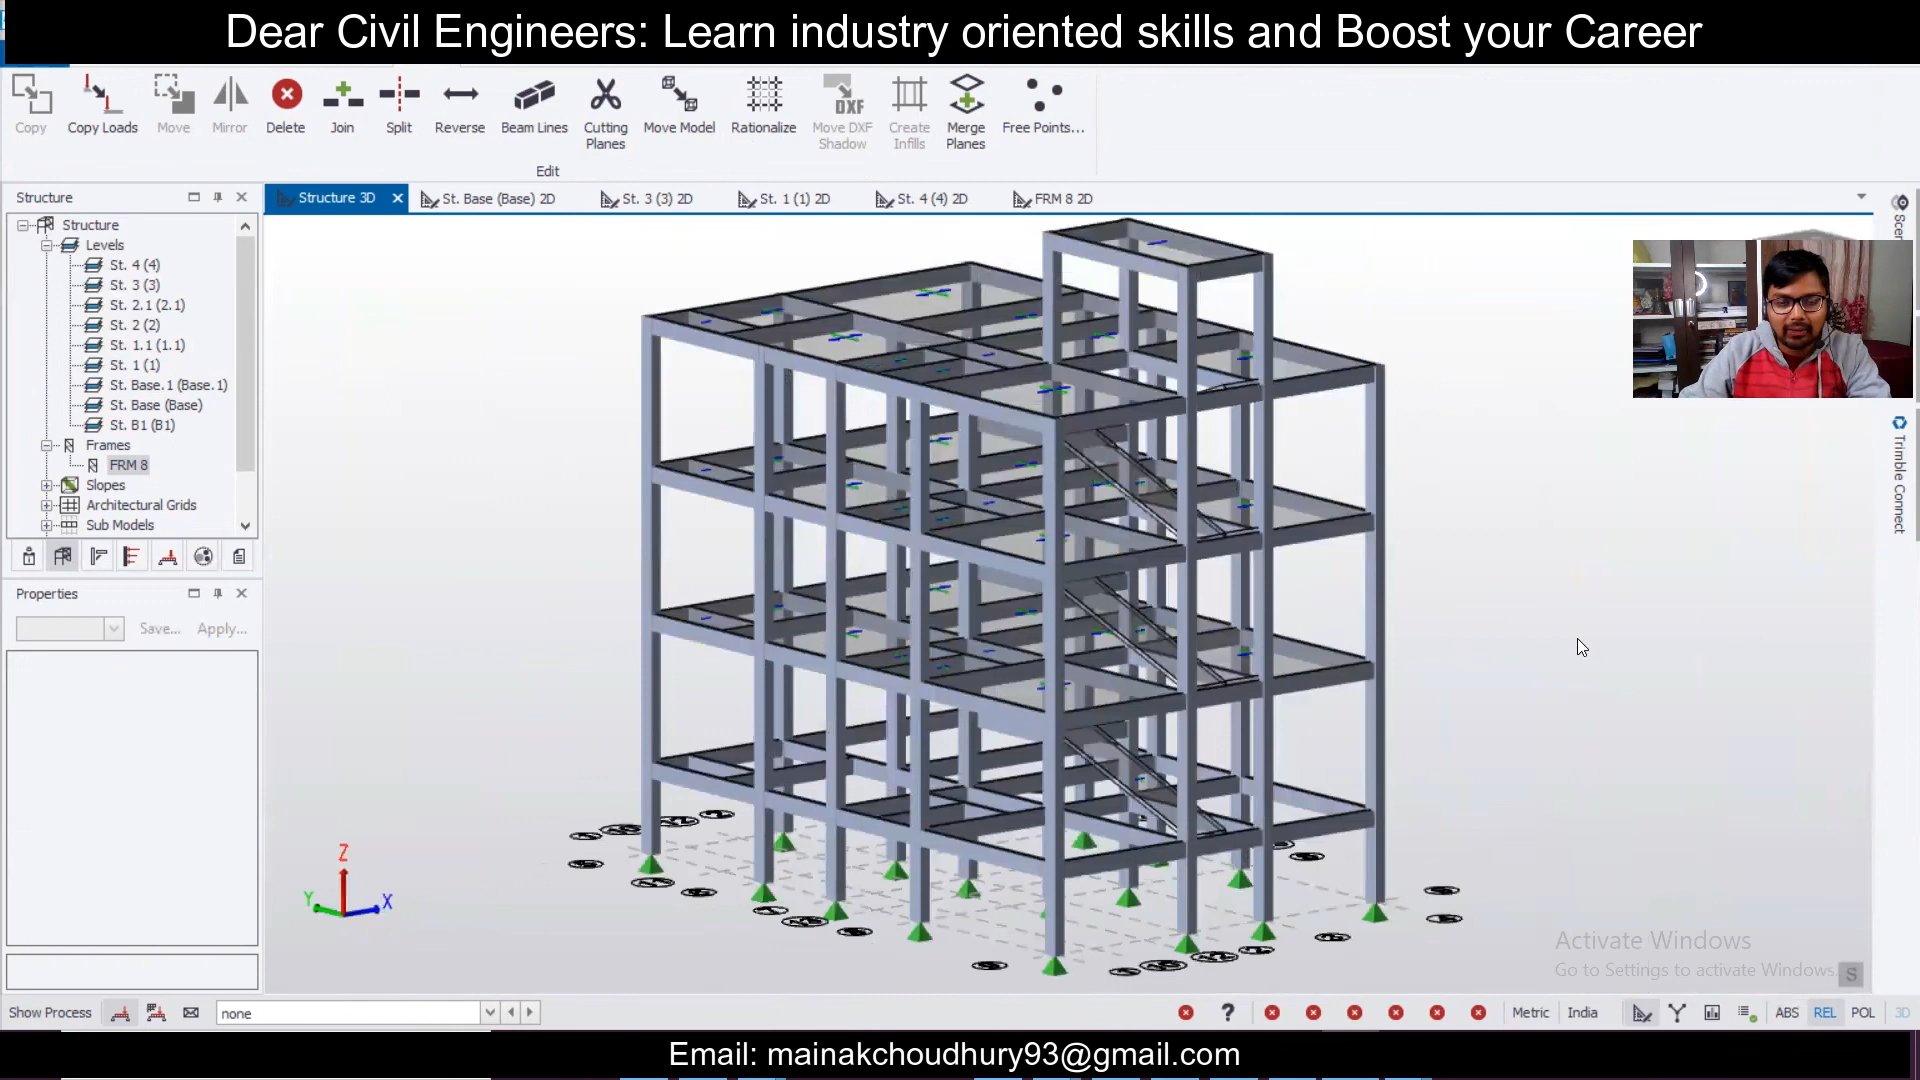 Dear Civil Engineers: Learn industry oriented skills and Boost your Career
Copy
Copy Loads
Move
Mirror
Delete
Join
Split
Reverse
Beam Lines
Cutting Planes
Move Model
Rationalize
DXF
Move DXF Shadow
Create Infills
Merge Planes
Free Points...
Edit
Structure
Structure 3D
St. Base (Base) 2D
St. 3 (3) 2D
St. 1 (1) 2D
St. 4 (4) 2D
FRM 8 2D
Structure
Levels
St. 4 (4)
St. 3 (3)
St. 2.1 (2.1)
St. 2 (2)
St. 1.1 (1.1)
St. 1 (1)
St. Base.1 (Base.1)
St. Base (Base)
St. B1 (B1)
Frames
FRM 8
Slopes
Architectural Grids
Sub Models
Properties
Save...
Apply...
Trimble Connect
Z
Y
X
Activate Windows
Go to Settings to activate Windows.
S
Show Process
none
Metric
India
ABS
REL
POL
3D
Email: mainakchoudhury93@gmail.com